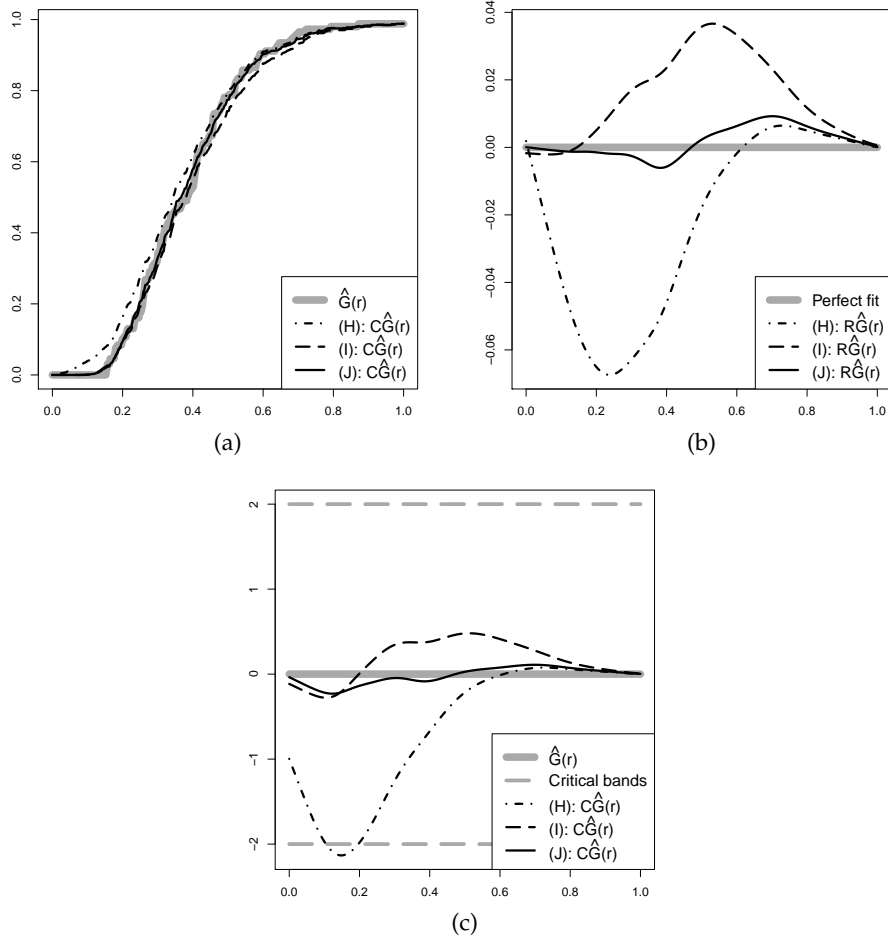 1.0
0.8
0.6
0.4
0.2
0.0
Ĝ(r)
(H): CĜ(r)
(I): CĜ(r)
(J): CĜ(r)
0.0 0.2 0.4 0.6 0.8 1.0
(a)
0.04
0.02
0.00
−0.02
−0.04
−0.06
Perfect fit
(H): RĜ(r)
(I): RĜ(r)
(J): RĜ(r)
0.0 0.2 0.4 0.6 0.8 1.0
(b)
2
1
0
−1
−2
Ĝ(r)
Critical bands
(H): CĜ(r)
(I): CĜ(r)
(J): CĜ(r)
0.0 0.2 0.4 0.6 0.8 1.0
(c)